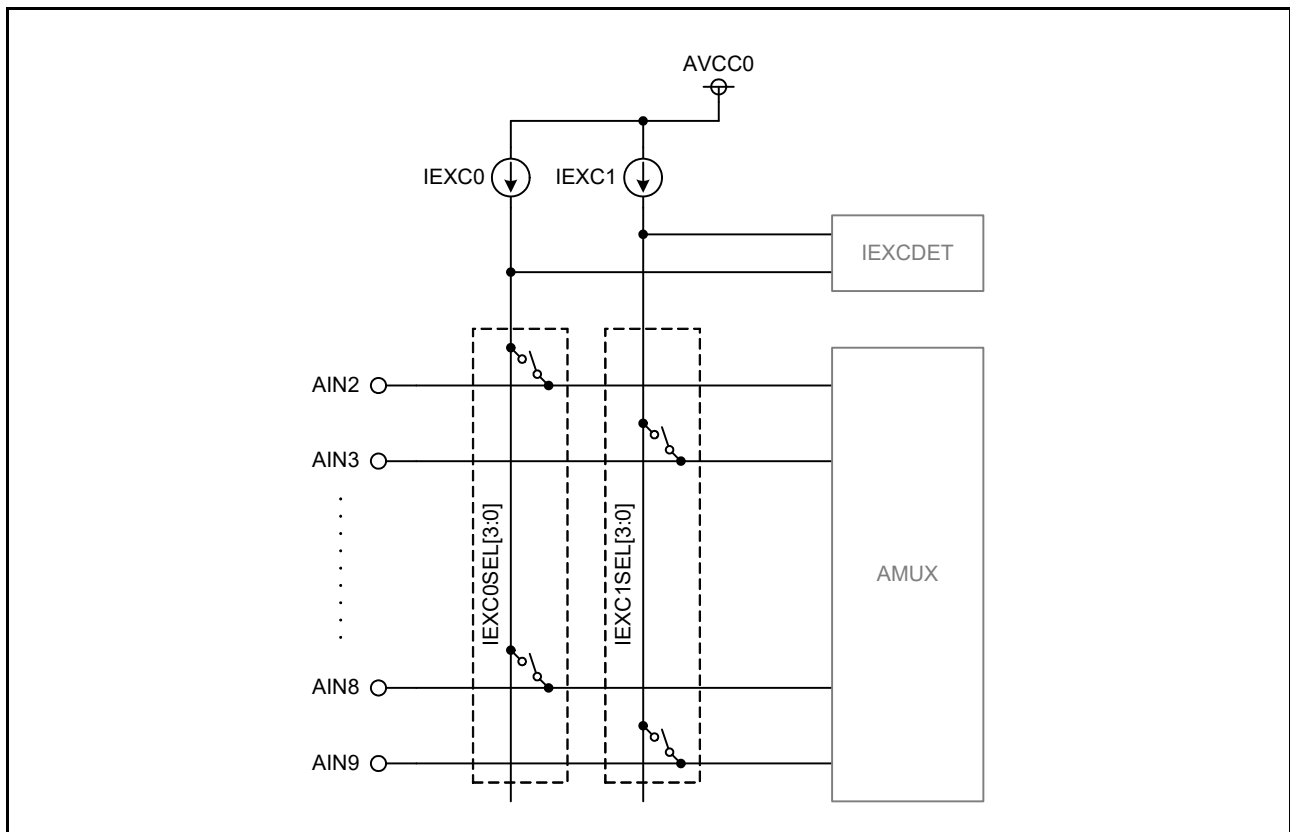 AVCC0
IEXC0
IEXC1
IEXCDET
AIN2
AIN3
IEXC0SEL[3:0]
IEXC1SEL[3:0]
AMUX
AIN8
AIN9